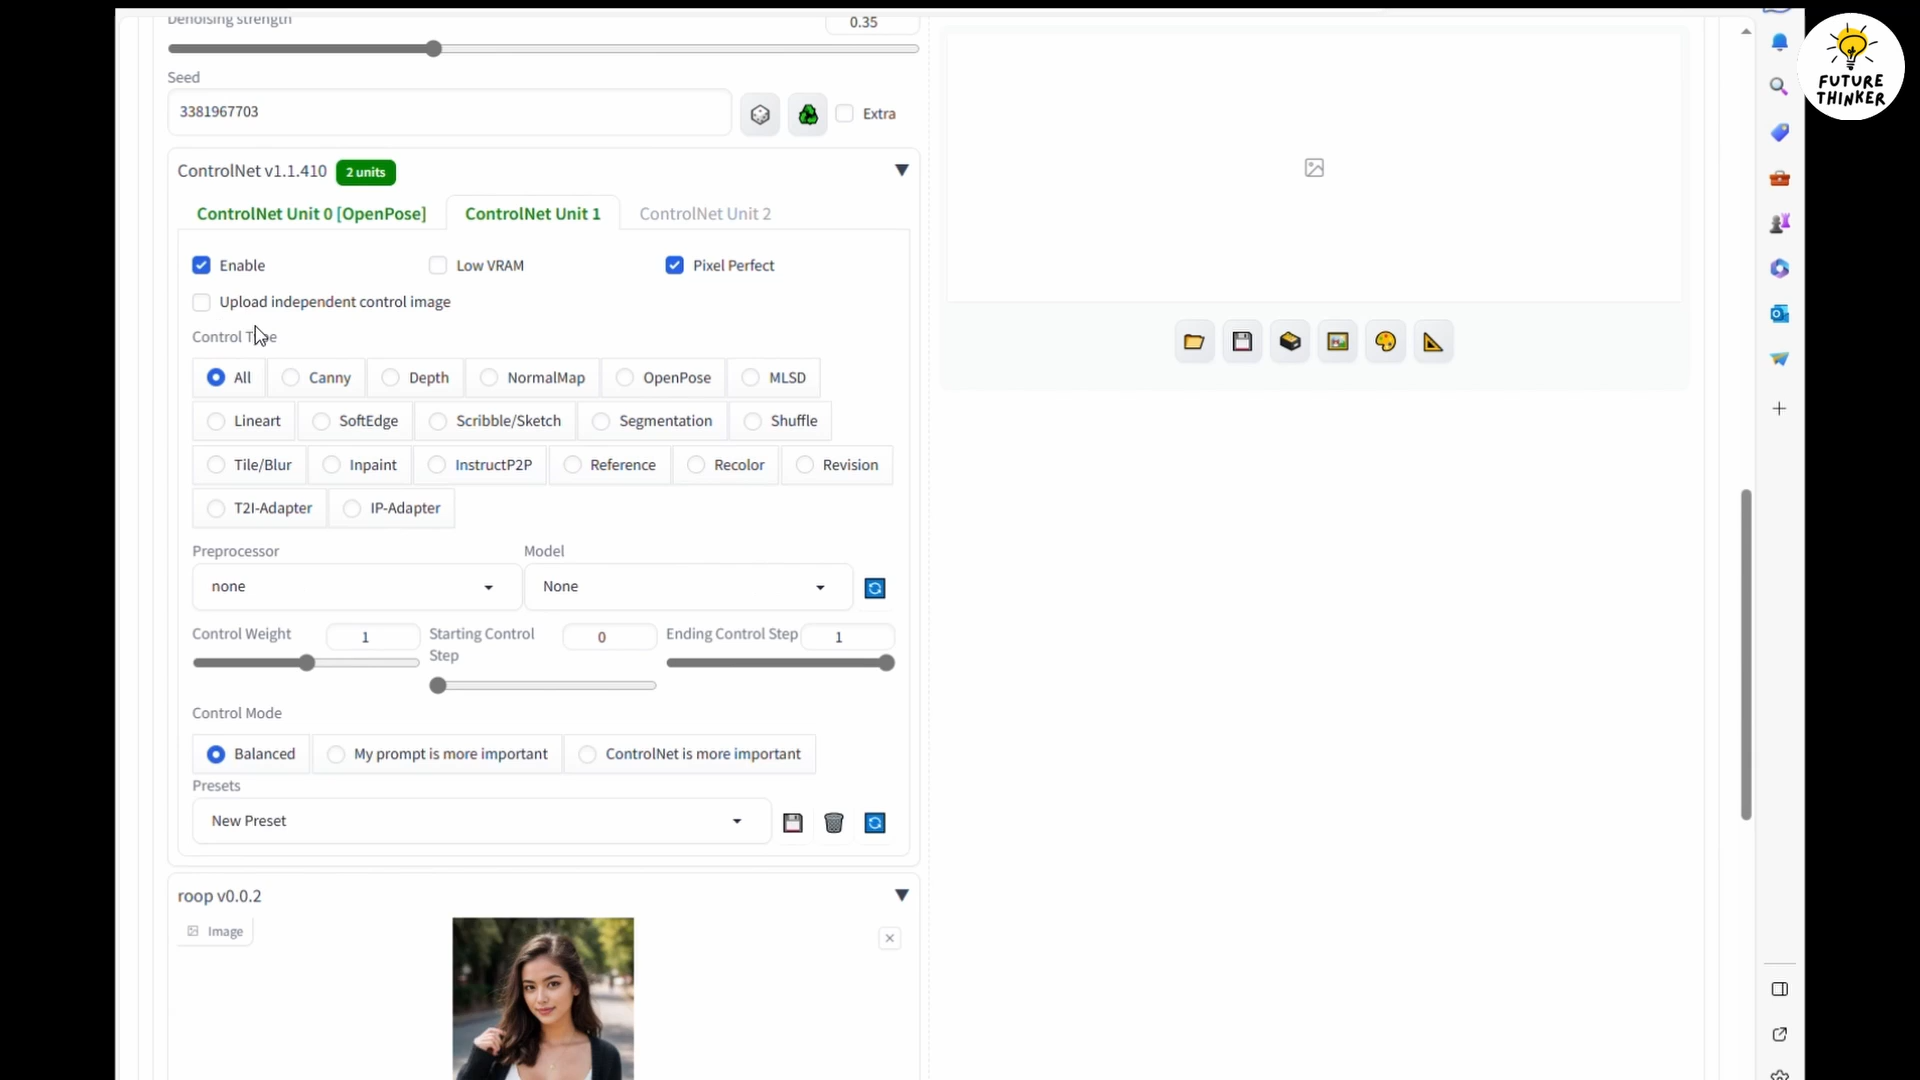 Denoising strength
0.35
FUTURE
THINKER
Seed
3381967703
Extra
ControlNet v1.1.410
2 units
ControlNet Unit 0 [OpenPose]
ControlNet Unit 1
ControlNet Unit 2
Enable
Low VRAM
Pixel Perfect
Upload independent control image
Control Type
All
Canny
Depth
NormalMap
OpenPose
MLSD
Lineart
SoftEdge
Scribble/Sketch
Segmentation
Shuffle
Tile/Blur
Inpaint
InstructP2P
Reference
Recolor
Revision
T2I-Adapter
IP-Adapter
Preprocessor
Model
none
None
Control Weight
1
Starting Control
Step
0
Ending Control Step
1
Control Mode
Balanced
My prompt is more important
ControlNet is more important
Presets
New Preset
roop v0.0.2
Image